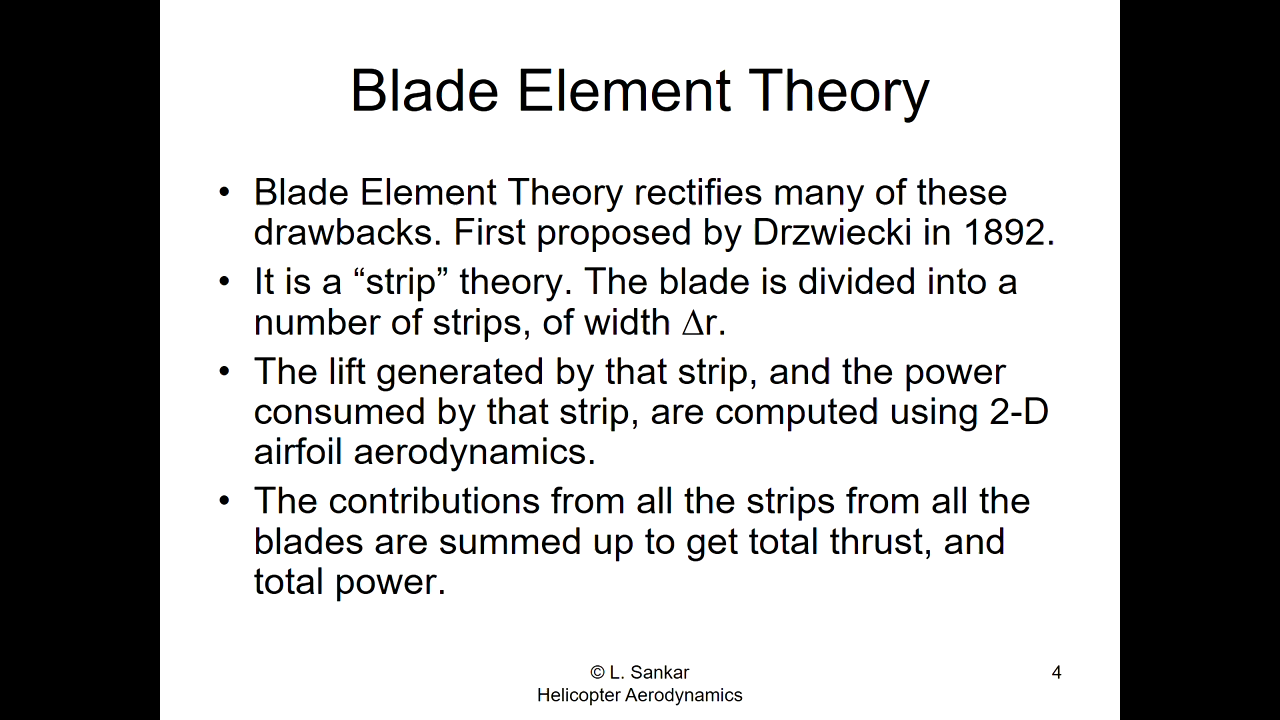 Blade Element Theory
• Blade Element Theory rectifies many of these
drawbacks. First proposed by Drzwiecki in 1892.
• It is a “strip” theory. The blade is divided into a
number of strips, of width Δr.
• The lift generated by that strip, and the power
consumed by that strip, are computed using 2-D
airfoil aerodynamics.
• The contributions from all the strips from all the
blades are summed up to get total thrust, and
total power.
© L. Sankar
Helicopter Aerodynamics
4